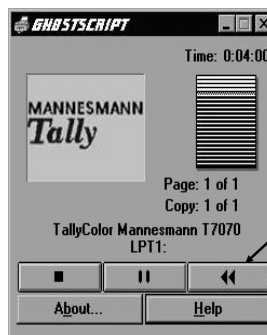 GHOSTSCRIPT
Time: 0:04:00
MANNESMANN
Tally
Page: 1 of 1
Copy: 1 of 1
TallyColor Mannesmann T7070
LPT1:
About...
Help